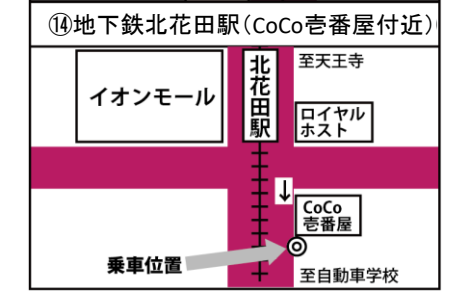 ⑭地下鉄北花田駅(CoCo壱番屋付近)
北花田駅
至天王寺
イオンモール
ロイヤル
ホスト
↓
CoCo
壱番屋
乗車位置
至自動車学校